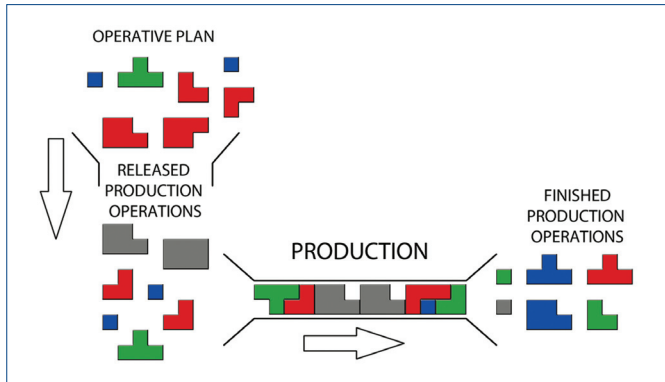 OPERATIVE PLAN
RELEASED
PRODUCTION
OPERATIONS
PRODUCTION
FINISHED
PRODUCTION
OPERATIONS